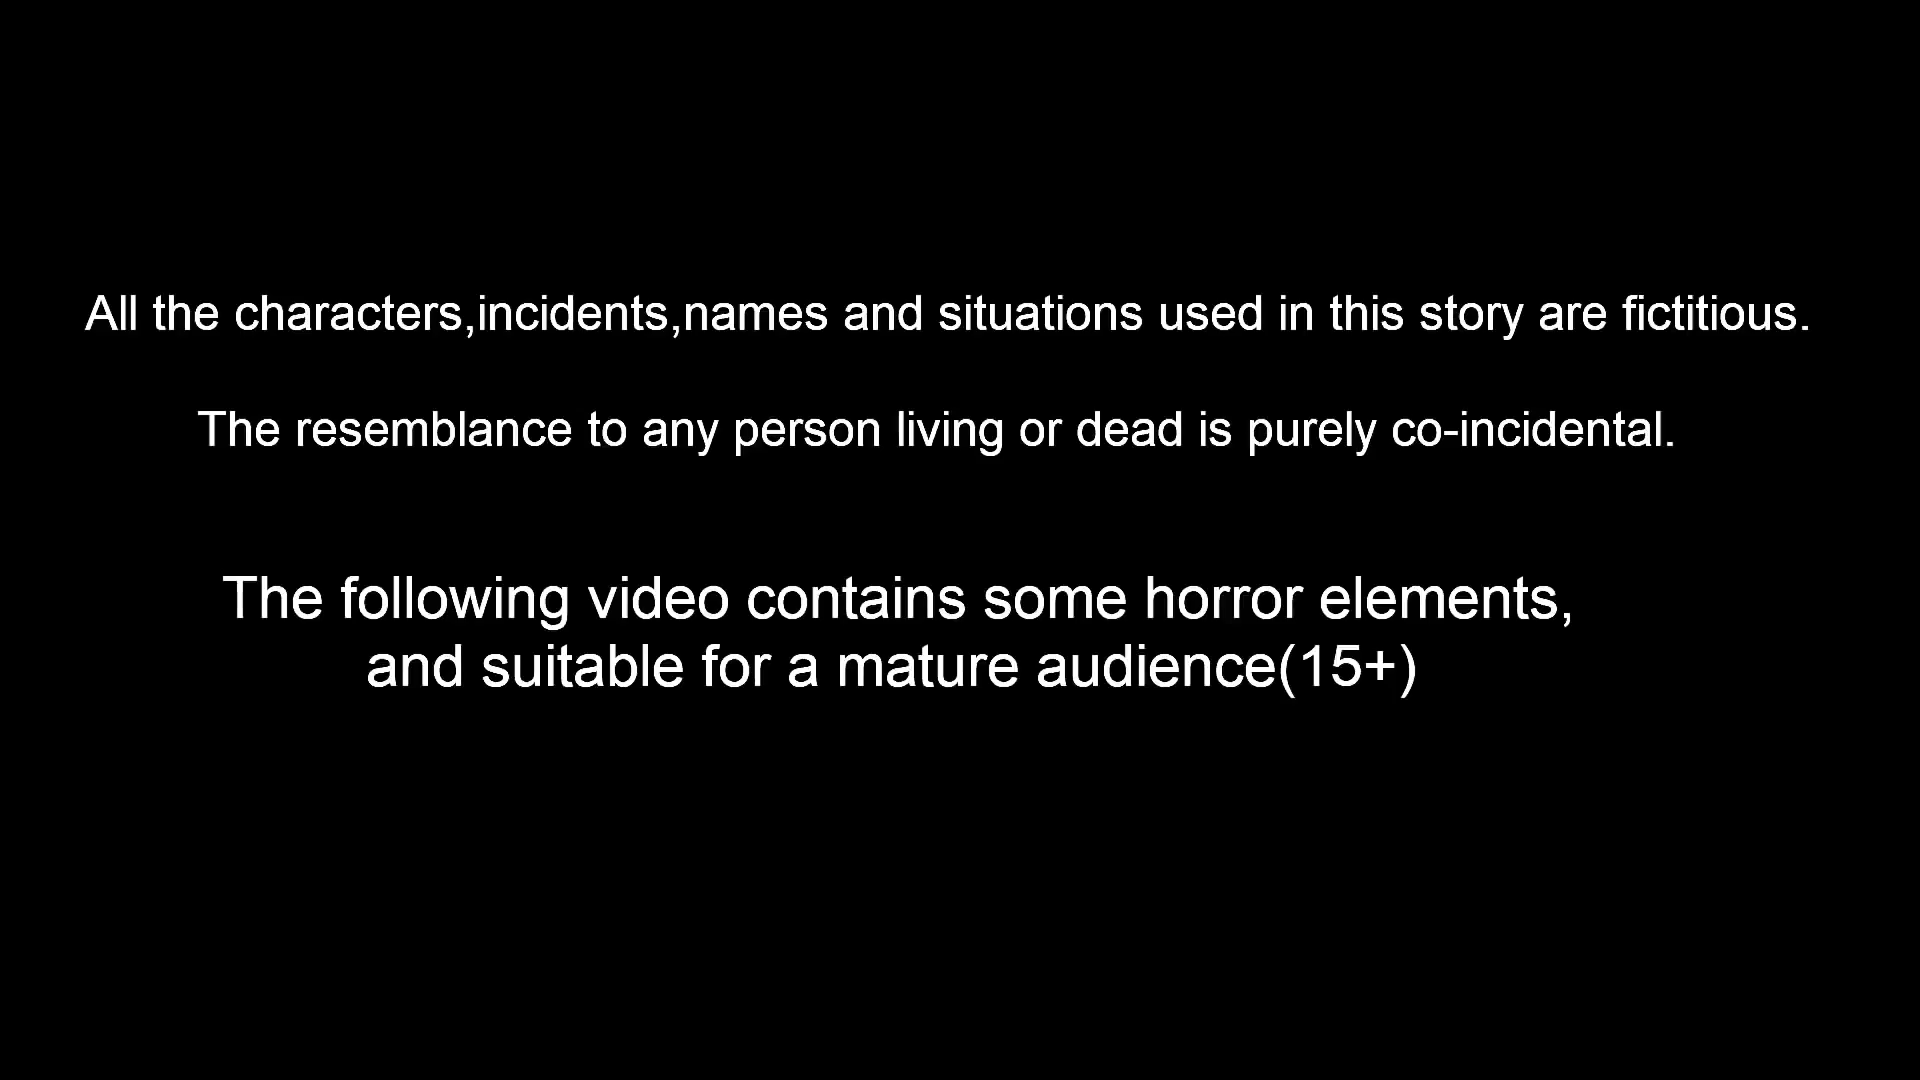 All the characters,incidents,names and situations used in this story are fictitious.
The resemblance to any person living or dead is purely co-incidental.
The following video contains some horror elements,
and suitable for a mature audience(15+)